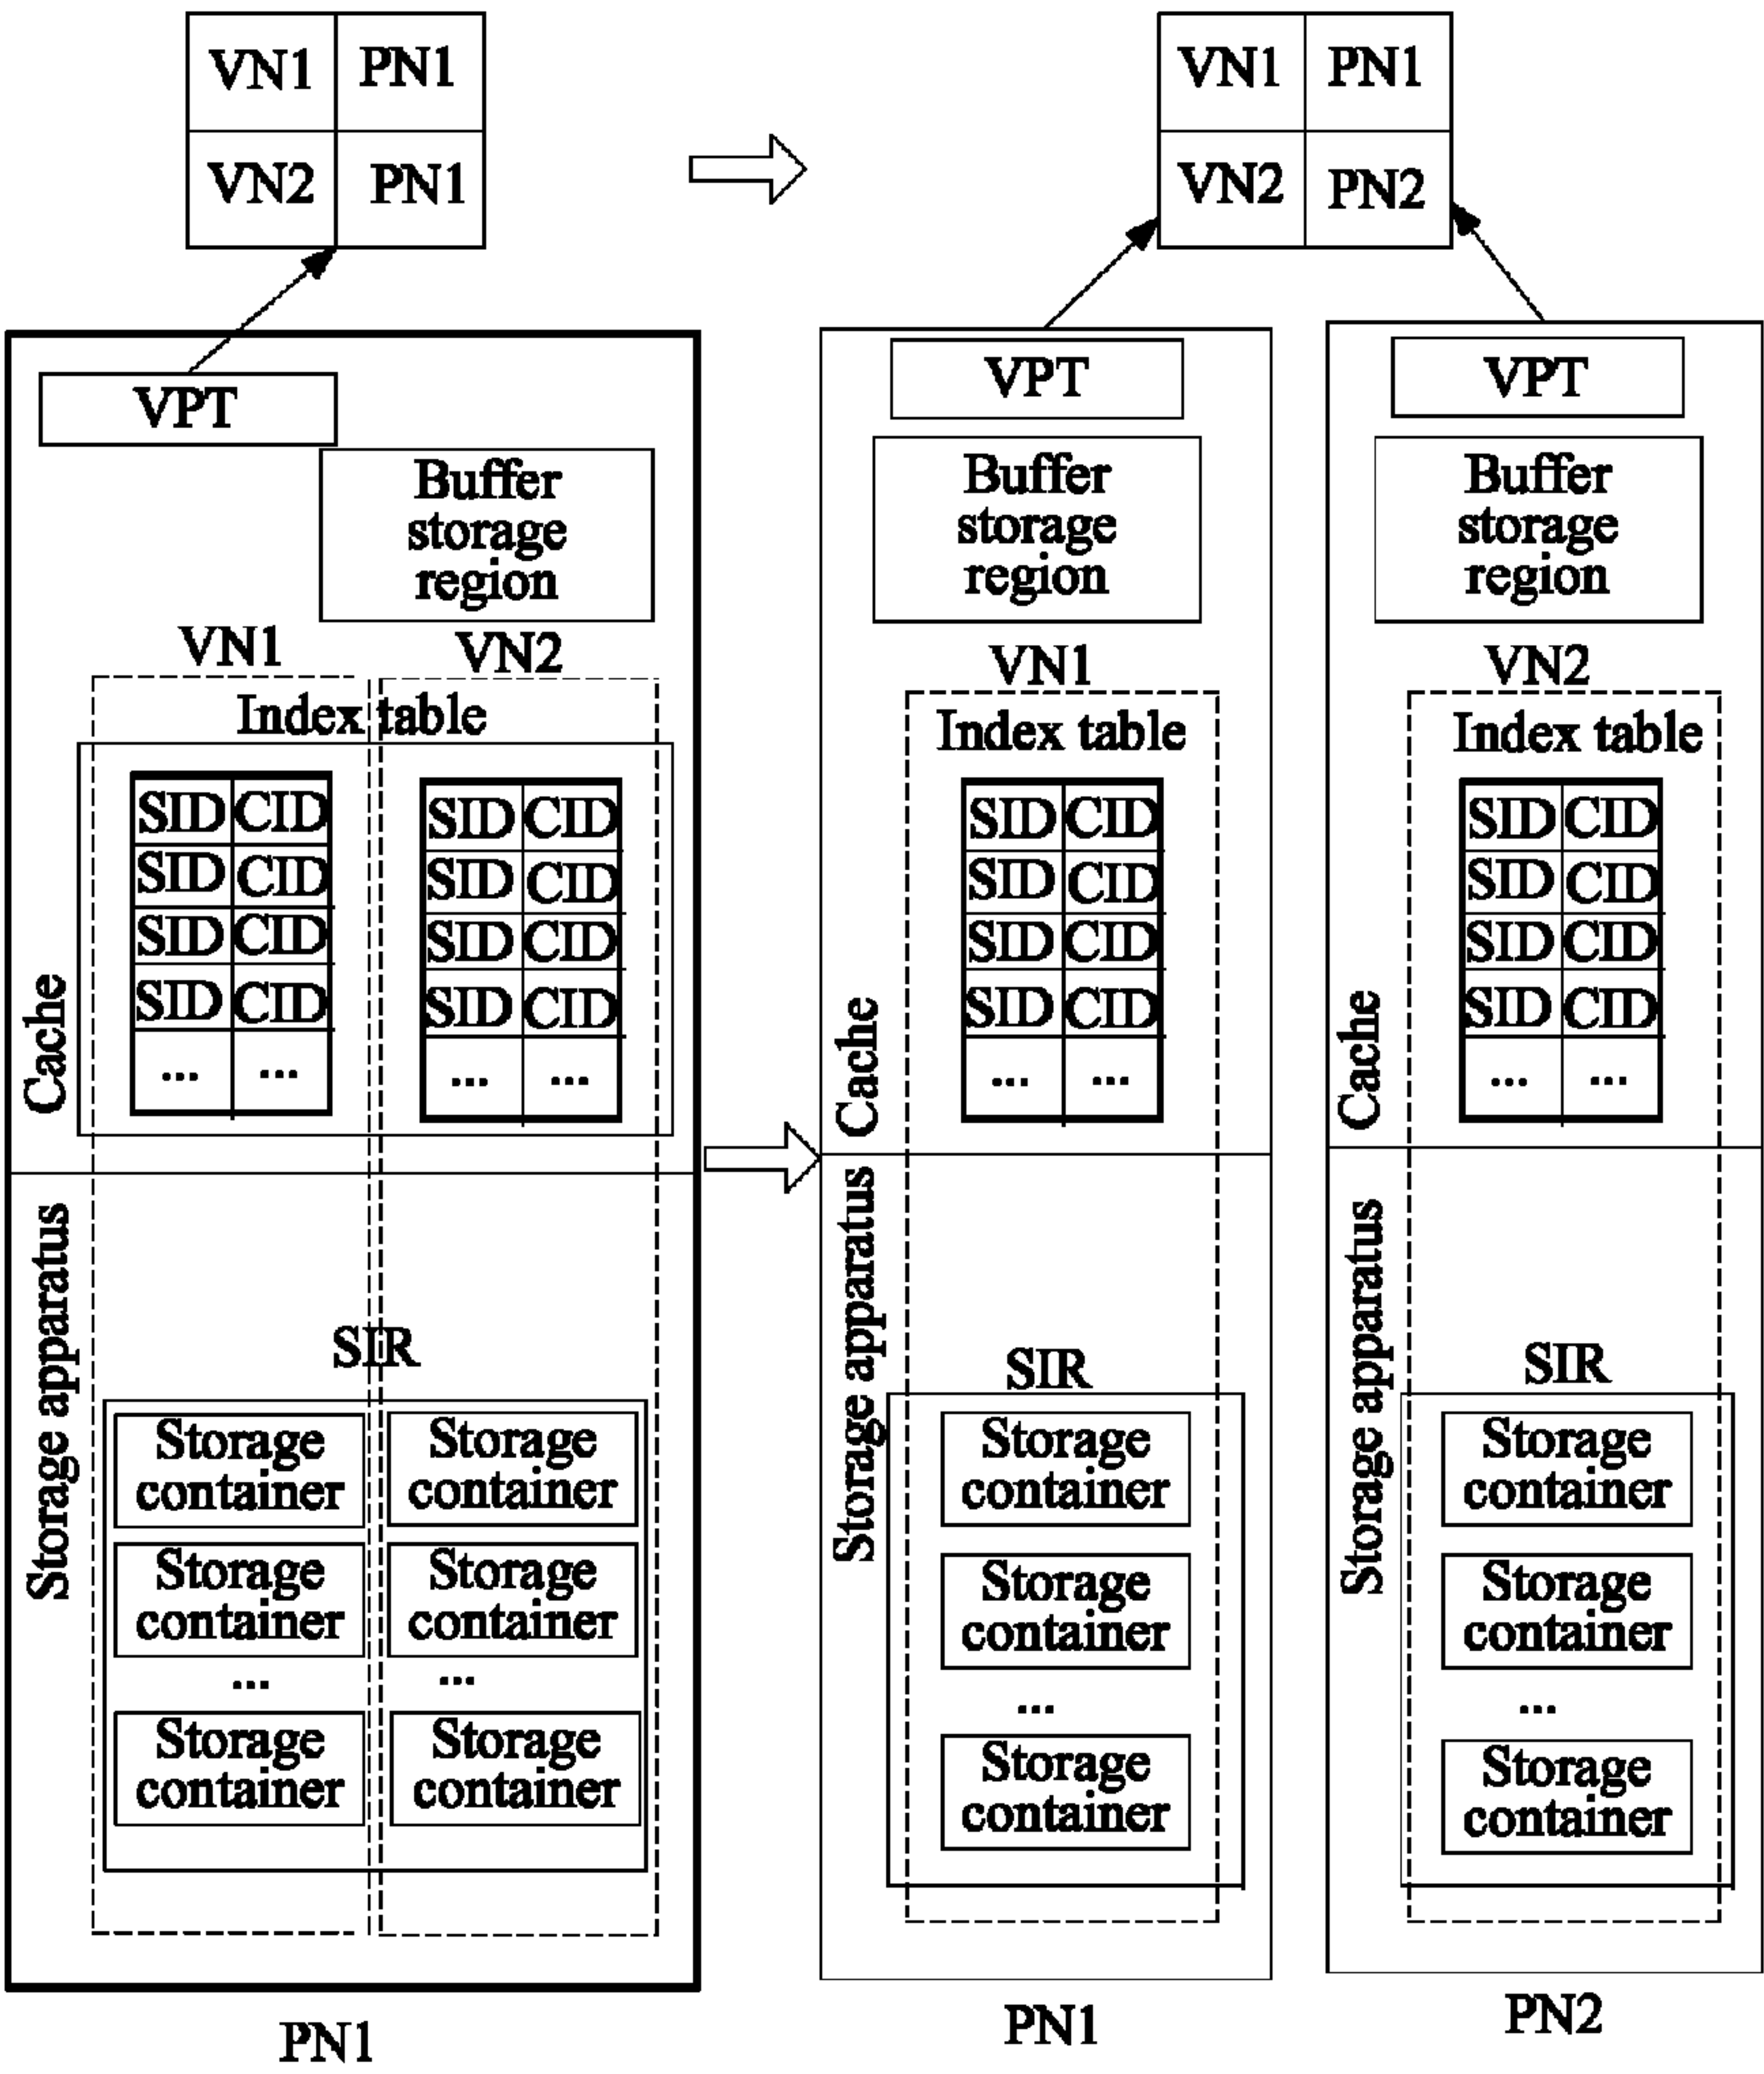 VN1 PN1
VN2 PN1
VN1 PN1
VN2 PN2
VPT
Buffer
storage
region
VN1 VN2
Index table
SID CID SID CID
SID CID SID CID
SID CID SID CID
SID CID SID CID
... ... ... ...
Cache
Storage apparatus
SIR
Storage
container
Storage
container
Storage
container
Storage
container
... ...
Storage
container
Storage
container
PN1
VPT
Buffer
storage
region
VN1
Index table
SID CID
SID CID
SID CID
SID CID
... ...
Cache
Storage apparatus
SIR
Storage
container
Storage
container
...
Storage
container
PN1
VPT
Buffer
storage
region
VN2
Index table
SID CID
SID CID
SID CID
SID CID
... ...
Cache
Storage apparatus
SIR
Storage
container
Storage
container
...
Storage
container
PN2